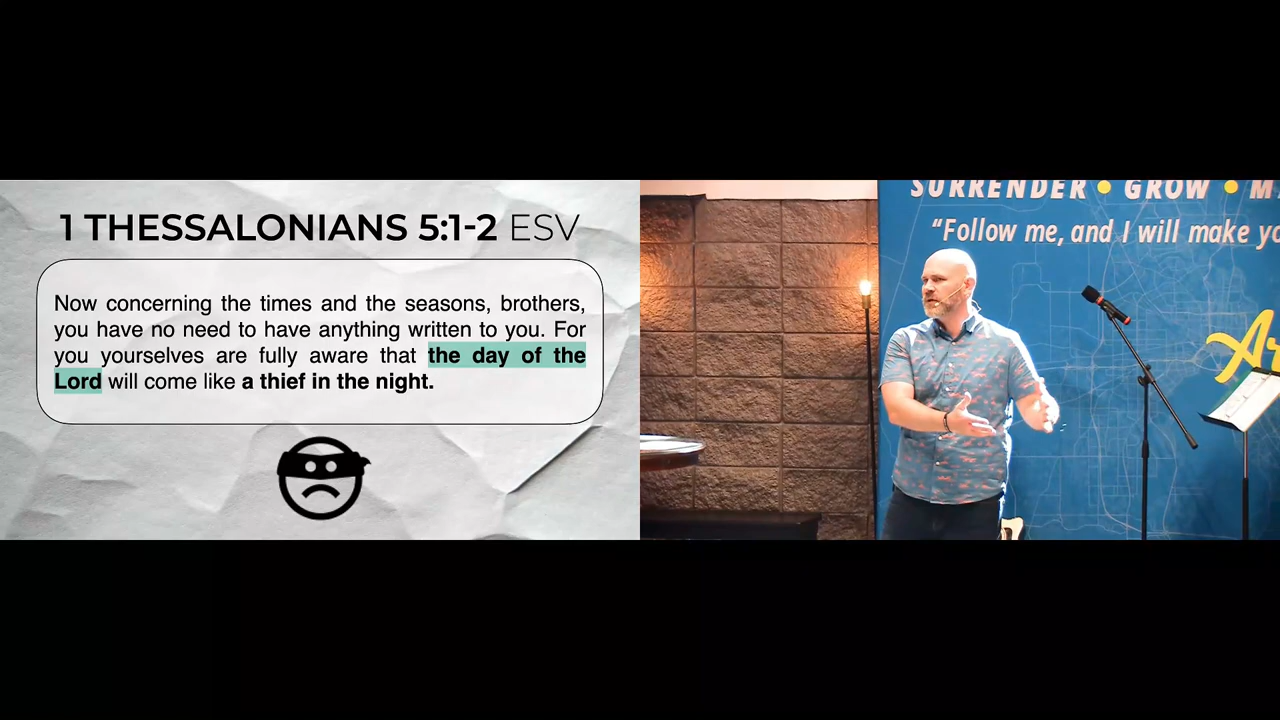 1 THESSALONIANS 5:1-2 ESV
Now concerning the times and the seasons, brothers,
you have no need to have anything written to you. For
you yourselves are fully aware that the day of the
Lord will come like a thief in the night.
SURRENDER • GROW •
“Follow me, and I will make